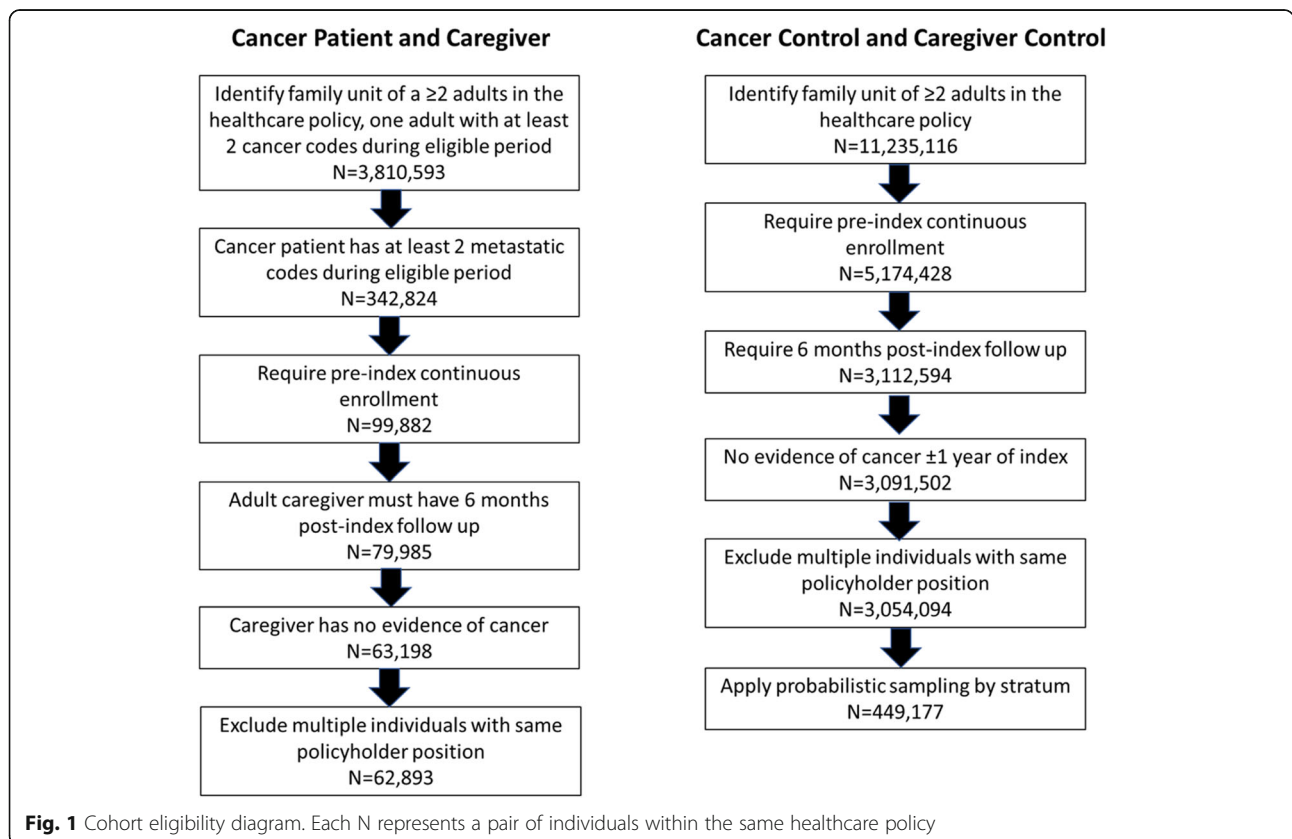 Cancer Patient and Caregiver
Identify family unit of a ≥2 adults in the
healthcare policy, one adult with at least
2 cancer codes during eligible period
N=3,810,593
Cancer patient has at least 2 metastatic
codes during eligible period
N=342,824
Require pre-index continuous
enrollment
N=99,882
Adult caregiver must have 6 months
post-index follow up
N=79,985
Caregiver has no evidence of cancer
N=63,198
Exclude multiple individuals with same
policyholder position
N=62,893
Cancer Control and Caregiver Control
Identify family unit of ≥2 adults in the
healthcare policy
N=11,235,116
Require pre-index continuous
enrollment
N=5,174,428
Require 6 months post-index follow up
N=3,112,594
No evidence of cancer ±1 year of index
N=3,091,502
Exclude multiple individuals with same
policyholder position
N=3,054,094
Apply probabilistic sampling by stratum
N=449,177
Fig. 1 Cohort eligibility diagram. Each N represents a pair of individuals within the same healthcare policy